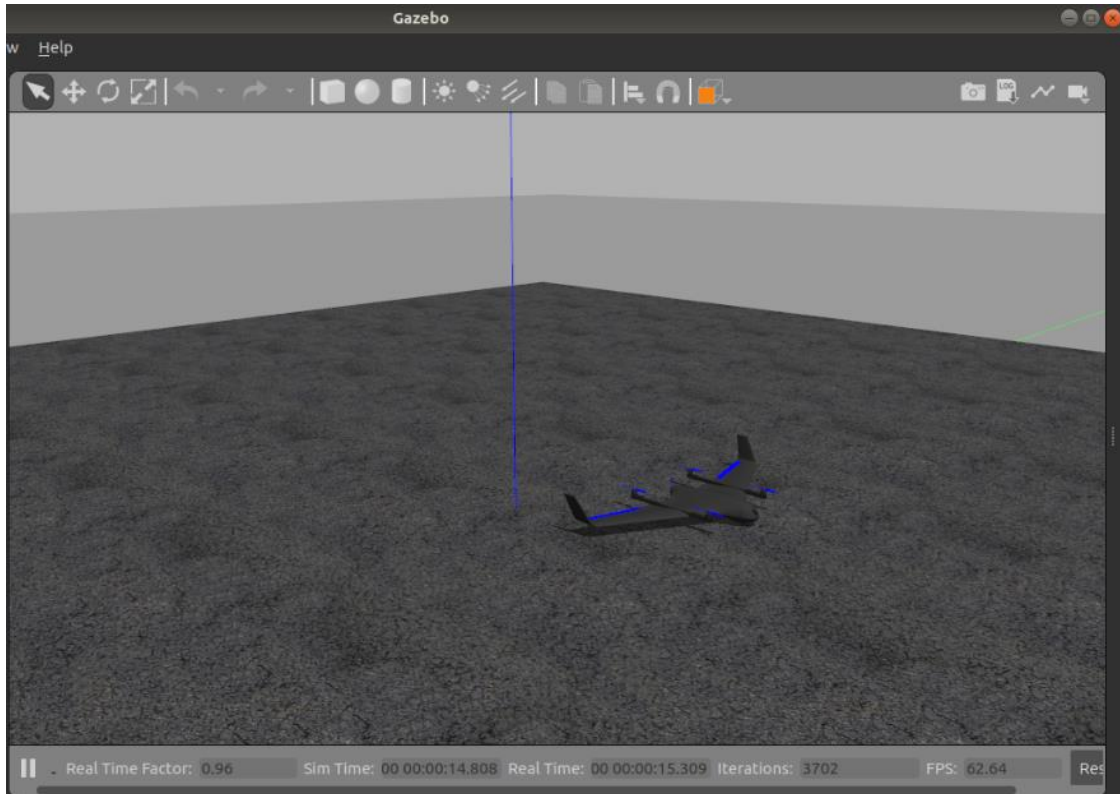 Gazebo
w Help
LOG
Real Time Factor: 0.96 Sim Time: 00 00:00:14.808 Real Time: 00 00:00:15.309 Iterations: 3702 FPS: 62.64 Res